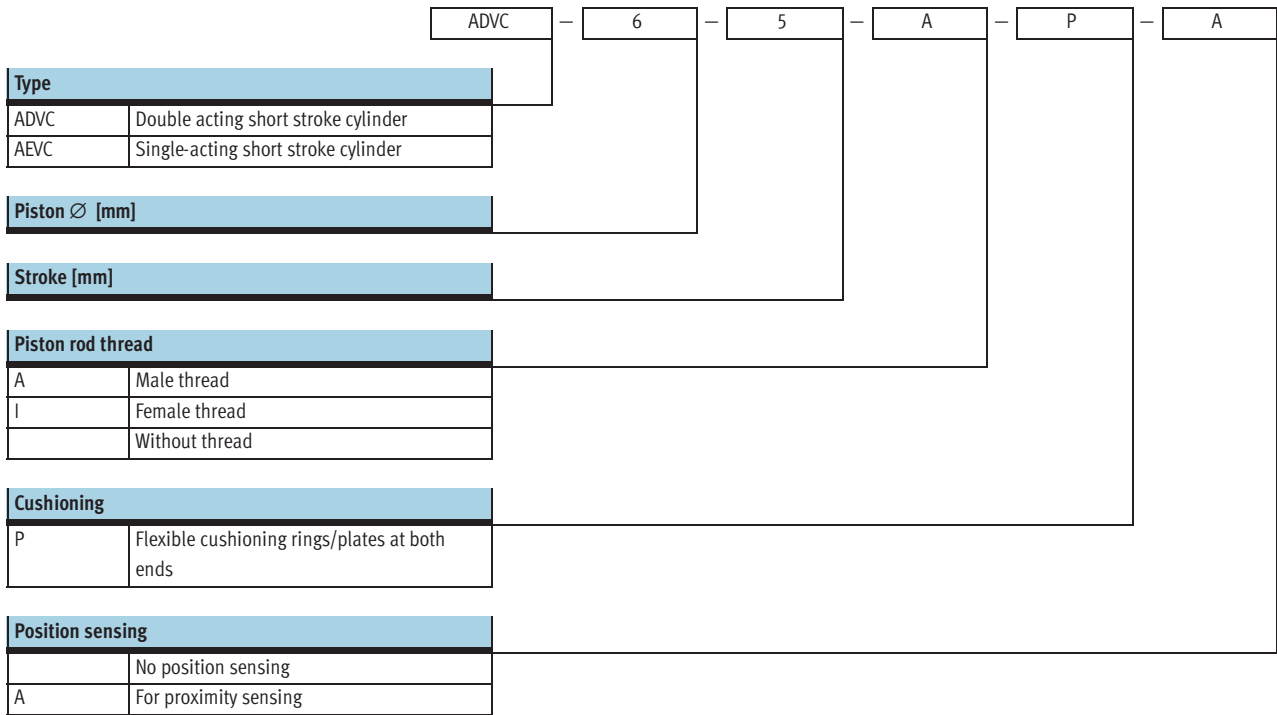 ADVC – 6 – 5 – A – P – A
Type
ADVC Double acting short stroke cylinder
AEVC Single-acting short stroke cylinder
Piston ∅ [mm]
Stroke [mm]
Piston rod thread
A Male thread
I Female thread
Without thread
Cushioning
P Flexible cushioning rings/plates at both
ends
Position sensing
No position sensing
A For proximity sensing